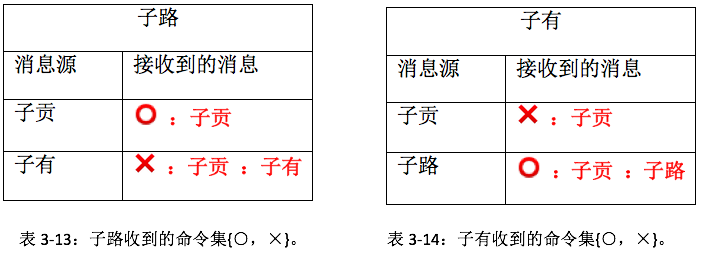 子路
消息源 接收到的消息
子贡 ○ ：子贡
子有 × ：子贡 ：子有
表 3-13：子路收到的命令集{○，×}。
子有
消息源 接收到的消息
子贡 × ：子贡
子路 ○ ：子贡 ：子路
表 3-14：子有收到的命令集{○，×}。